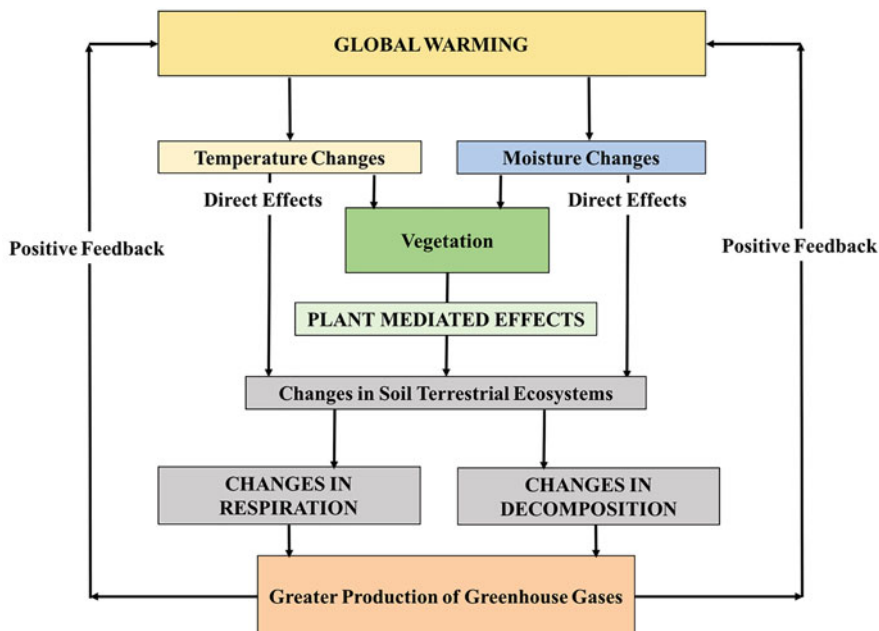 GLOBAL WARMING
Temperature Changes
Moisture Changes
Direct Effects
Direct Effects
Vegetation
Positive Feedback
Positive Feedback
PLANT MEDIATED EFFECTS
Changes in Soil Terrestrial Ecosystems
CHANGES IN
RESPIRATION
CHANGES IN
DECOMPOSITION
Greater Production of Greenhouse Gases